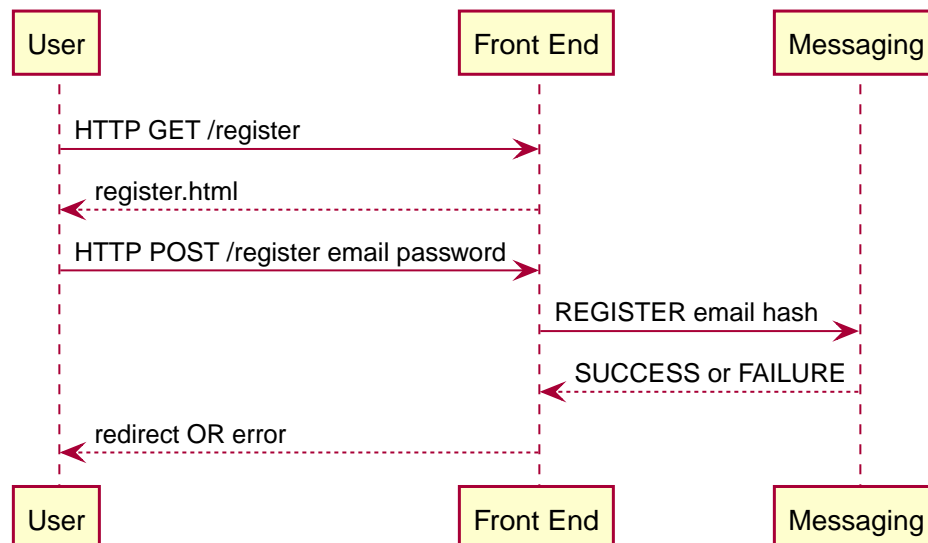 User Front End Messaging
HTTP GET /register
register.html
HTTP POST /register email password
REGISTER email hash
SUCCESS or FAILURE
redirect OR error
User Front End Messaging